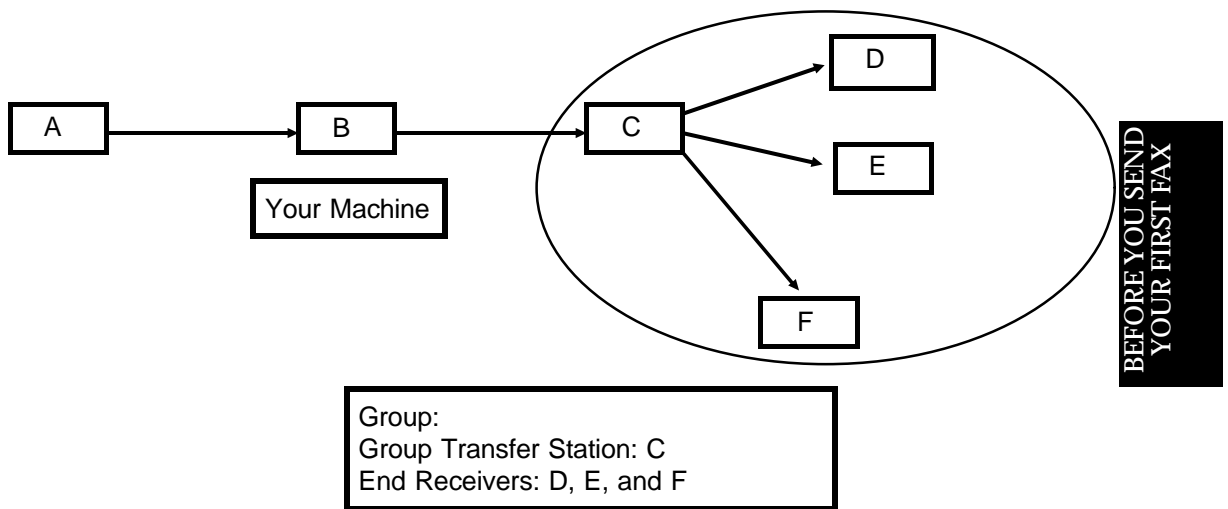 D
A
B
C
E
Your Machine
F
BEFORE YOU SEND
YOUR FIRST FAX
Group:
Group Transfer Station: C
End Receivers: D, E, and F